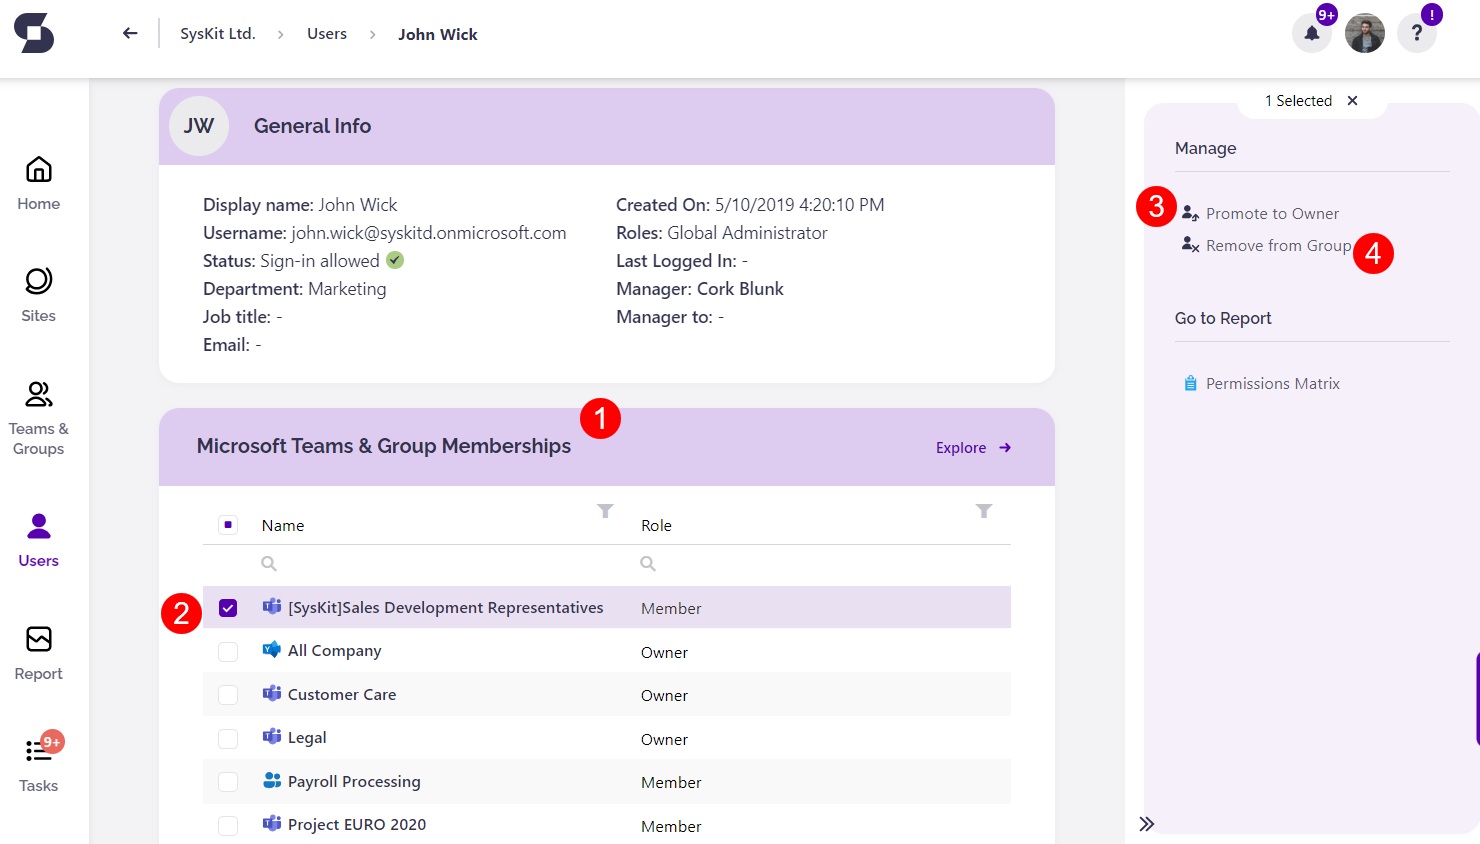 SysKit Ltd. > Users > John Wick
9+
!
?
Home
Sites
Teams &
Groups
Users
Report
9+
Tasks
JW
General Info
Display name: John Wick
Username: john.wick@syskitd.onmicrosoft.com
Status: Sign-in allowed
Department: Marketing
Job title: -
Email: -
Created On: 5/10/2019 4:20:10 PM
Roles: Global Administrator
Last Logged In: -
Manager: Cork Blunk
Manager to: -
1
Microsoft Teams & Group Memberships
Explore →
Name Role
2
[SysKit]Sales Development Representatives Member
All Company Owner
Customer Care Owner
Legal Owner
Payroll Processing Member
Project EURO 2020 Member
1 Selected ×
Manage
3
Promote to Owner
Remove from Group
4
Go to Report
Permissions Matrix